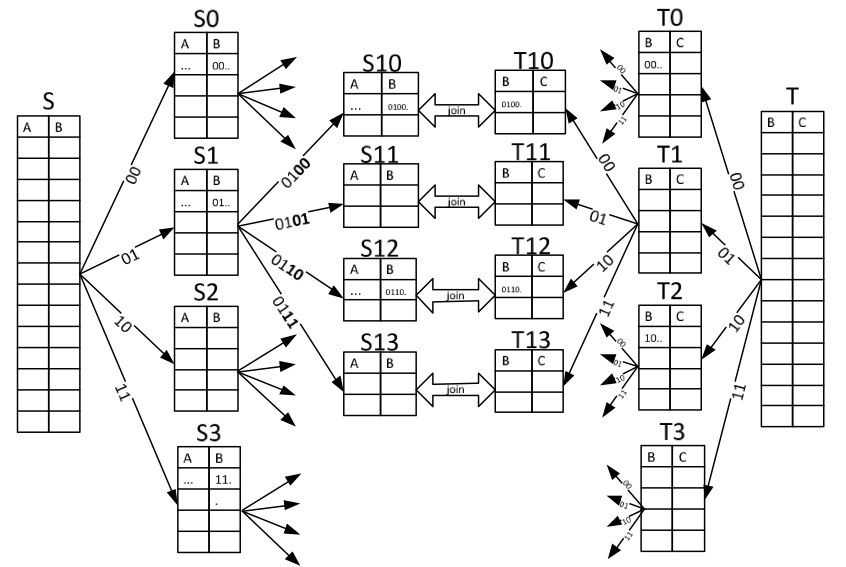 S
A B
00
01
10
11
S0
A B
... 00..
S1
A B
... 01..
S2
A B
S3
A B
... 11.
.
0100
0101
0110
0111
S10
A B
... 0100.
S11
A B
S12
A B
... 0110.
S13
A B
join
join
join
join
T10
B C
0100.
T11
B C
T12
B C
0110.
T13
B C
00
01
10
11
T0
B C
00..
00
01
10
11
T1
B C
T2
B C
10..
00
01
10
11
T3
B C
00
01
10
11
00
01
10
11
T
B C